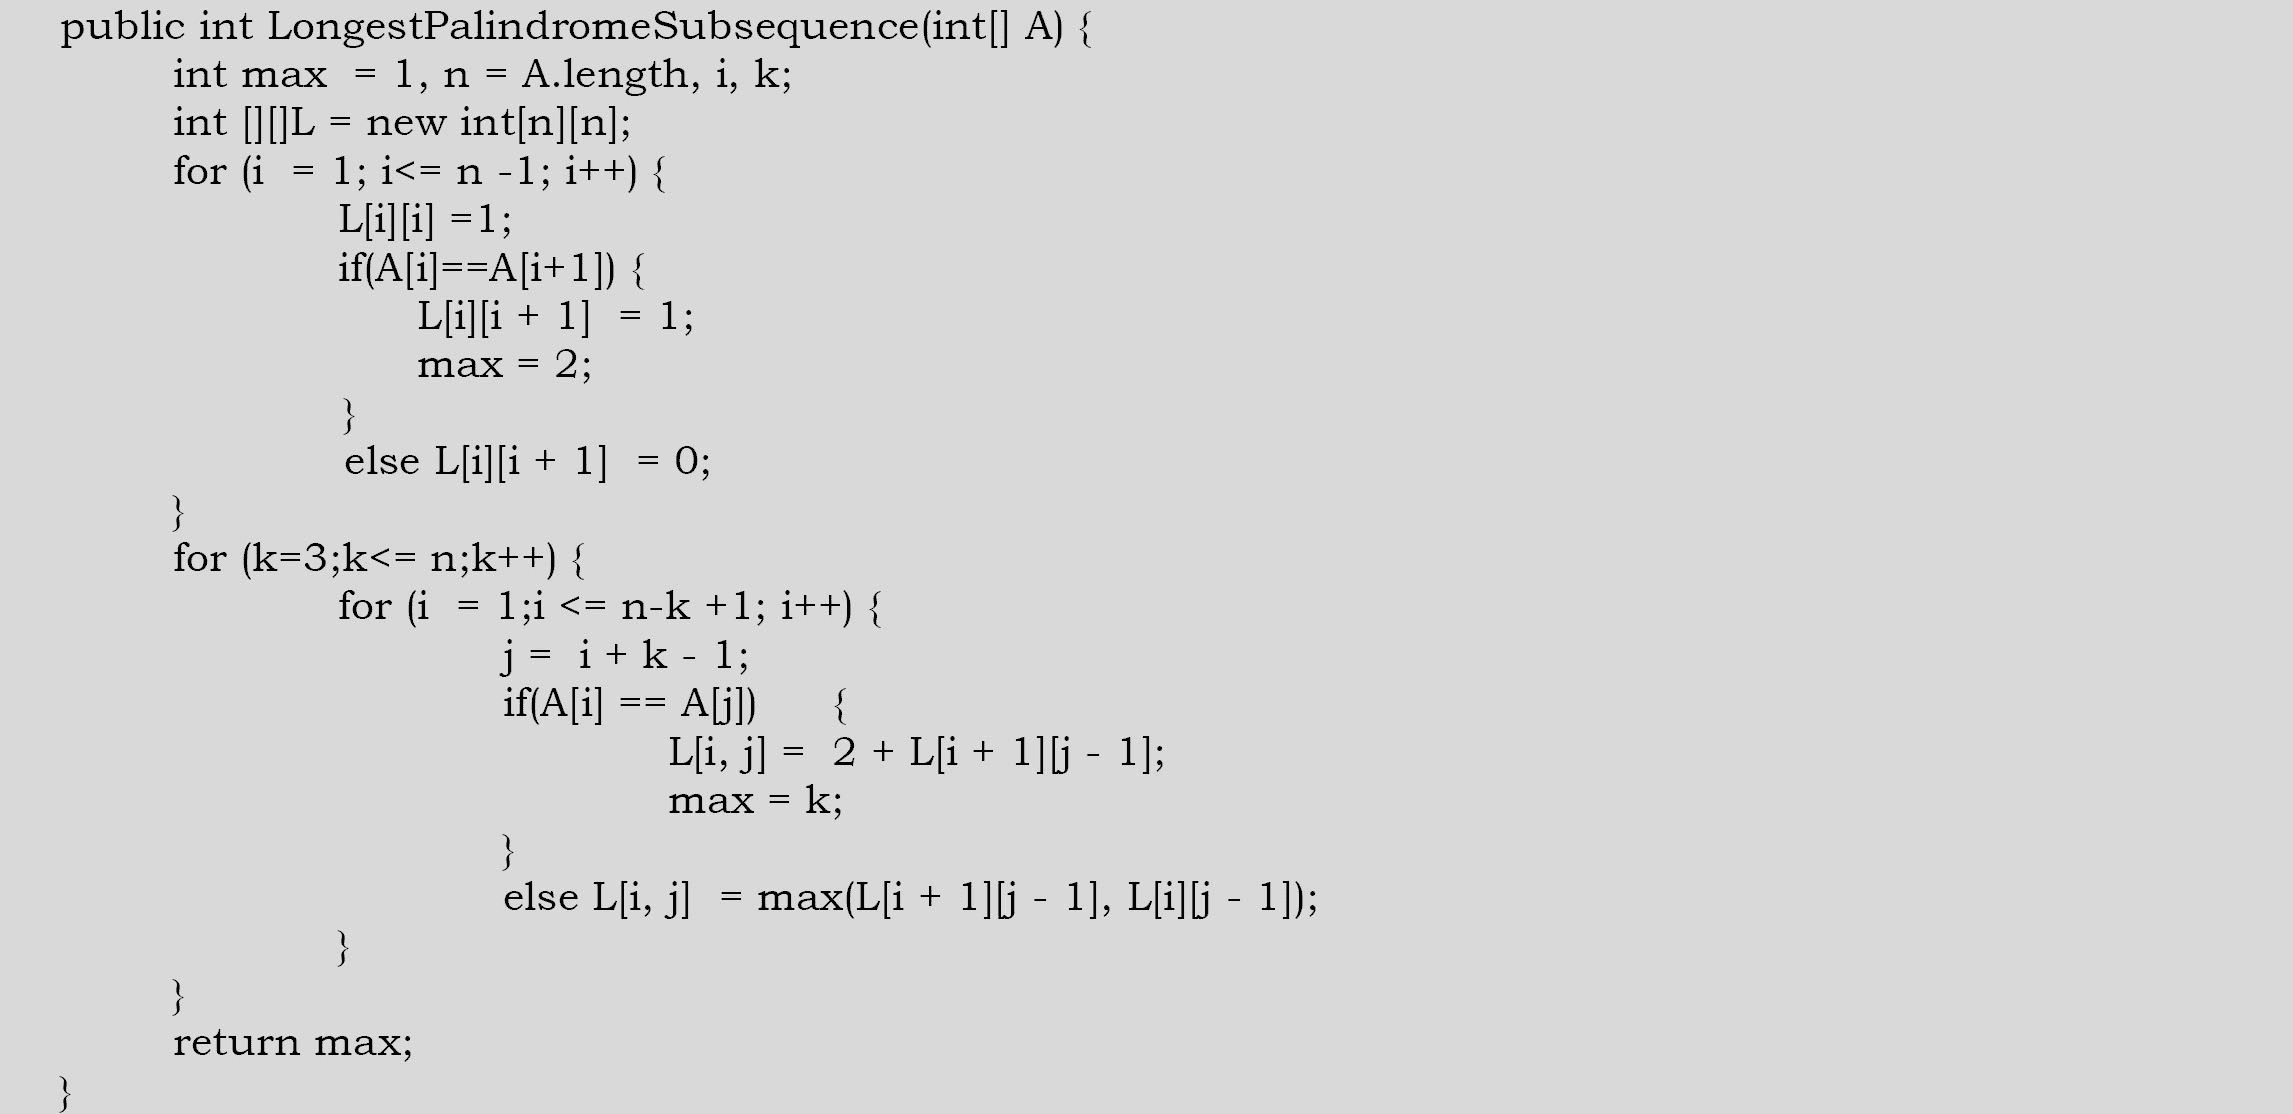 public int LongestPalindromeSubsequence(int[] A) {
int max = 1, n = A.length, i, k;
int [][]L = new int[n][n];
for (i = 1; i<= n -1; i++) {
L[i][i] =1;
if(A[i]==A[i+1]) {
L[i][i + 1] = 1;
max = 2;
}
else L[i][i + 1] = 0;
}
for (k=3;k<= n;k++) {
for (i = 1;i <= n-k +1; i++) {
j = i + k - 1;
if(A[i] == A[j]) {
L[i, j] = 2 + L[i + 1][j - 1];
max = k;
}
else L[i, j] = max(L[i + 1][j - 1], L[i][j - 1]);
}
}
return max;
}